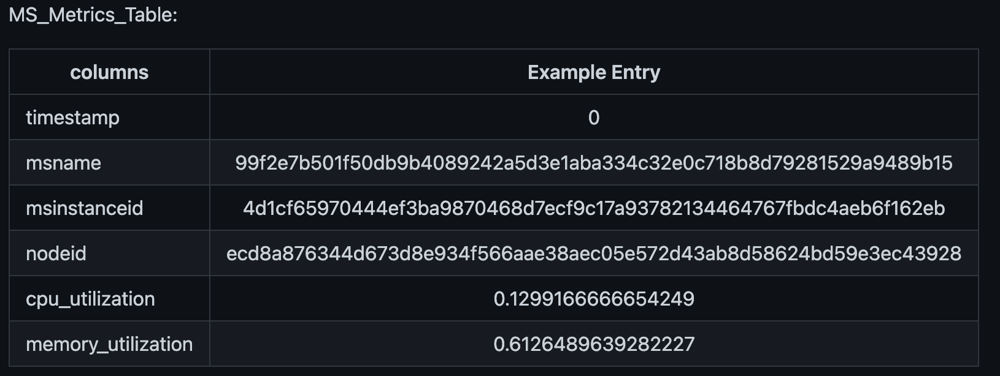 MS_Metrics_Table:
columns Example Entry
timestamp 0
msname 99f2e7b501f50db9b4089242a5d3e1aba334c32e0c718b8d79281529a9489b15
msinstanceid 4d1cf65970444ef3ba9870468d7ecf9c17a93782134464767fbdc4aeb6f162eb
nodeid ecd8a876344d673d8e934f566aae38aec05e572d43ab8d58624bd59e3ec43928
cpu_utilization 0.1299166666654249
memory_utilization 0.6126489639282227